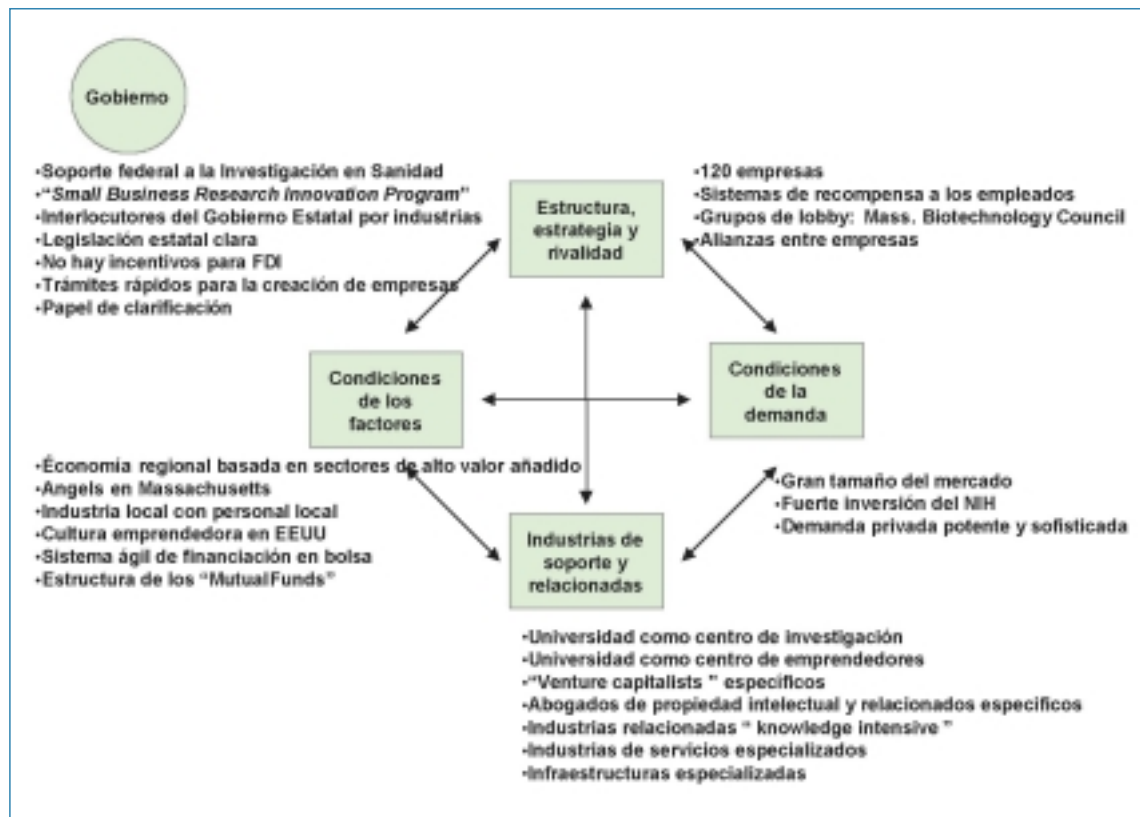 Gobierno
•Soporte federal a la Investigación en Sanidad
•“Small Business Research Innovation Program”
•Interlocutores del Gobierno Estatal por industrias
•Legislación estatal clara
•No hay incentivos para FDI
•Trámites rápidos para la creación de empresas
•Papel de clarificación
Estructura,
estrategia y
rivalidad
•120 empresas
•Sistemas de recompensa a los empleados
•Grupos de lobby: Mass. Biotechnology Council
•Alianzas entre empresas
Condiciones
de los
factores
Condiciones
de la
demanda
•Économía regional basada en sectores de alto valor añadido
•Angels en Massachusetts
•Industria local con personal local
•Cultura emprendedora en EEUU
•Sistema ágil de financiación en bolsa
•Estructura de los “MutualFunds”
•Gran tamaño del mercado
•Fuerte inversión del NIH
•Demanda privada potente y sofisticada
Industrias de
soporte y
relacionadas
•Universidad como centro de investigación
•Universidad como centro de emprendedores
•“Venture capitalists ” específicos
•Abogados de propiedad intelectual y relacionados específicos
•Industrias relacionadas “ knowledge intensive ”
•Industrias de servicios especializados
•Infraestructuras especializadas